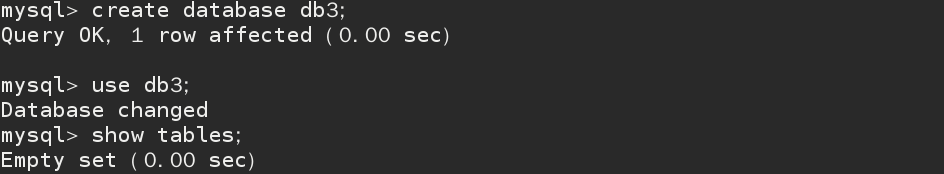 mysql> create database db3;
Query OK, 1 row affected (0.00 sec)
mysql> use db3;
Database changed
mysql> show tables;
Empty set (0.00 sec)